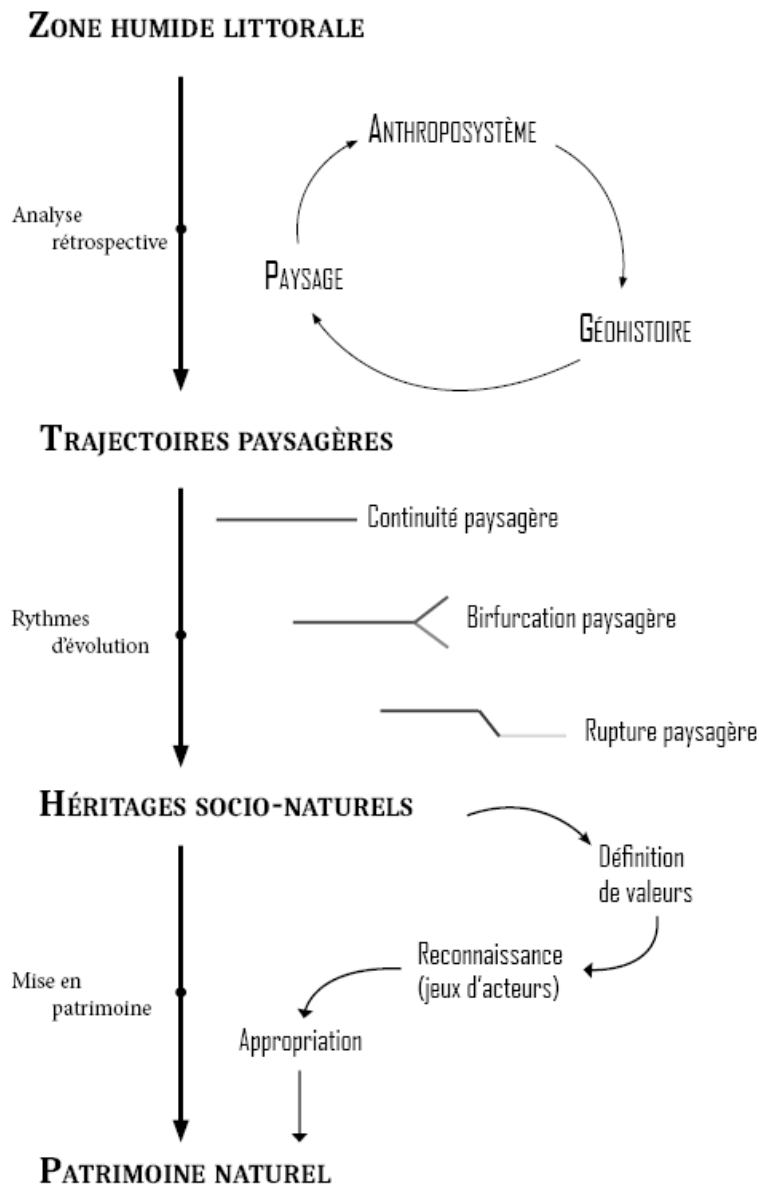 ZONE HUMIDE LITTORALE
ANTHROPOSYSTÈME
Analyse
rétrospective
PAYSAGE
GÉOHISTOIRE
TRAJECTOIRES PAYSAGÈRES
Continuité paysagère
Rythmes
d'évolution
Birfurcation paysagère
Rupture paysagère
HÉRITAGES SOCIO-NATURELS
Définition
de valeurs
Reconnaissance
(jeux d'acteurs)
Mise en
patrimoine
Appropriation
PATRIMOINE NATUREL